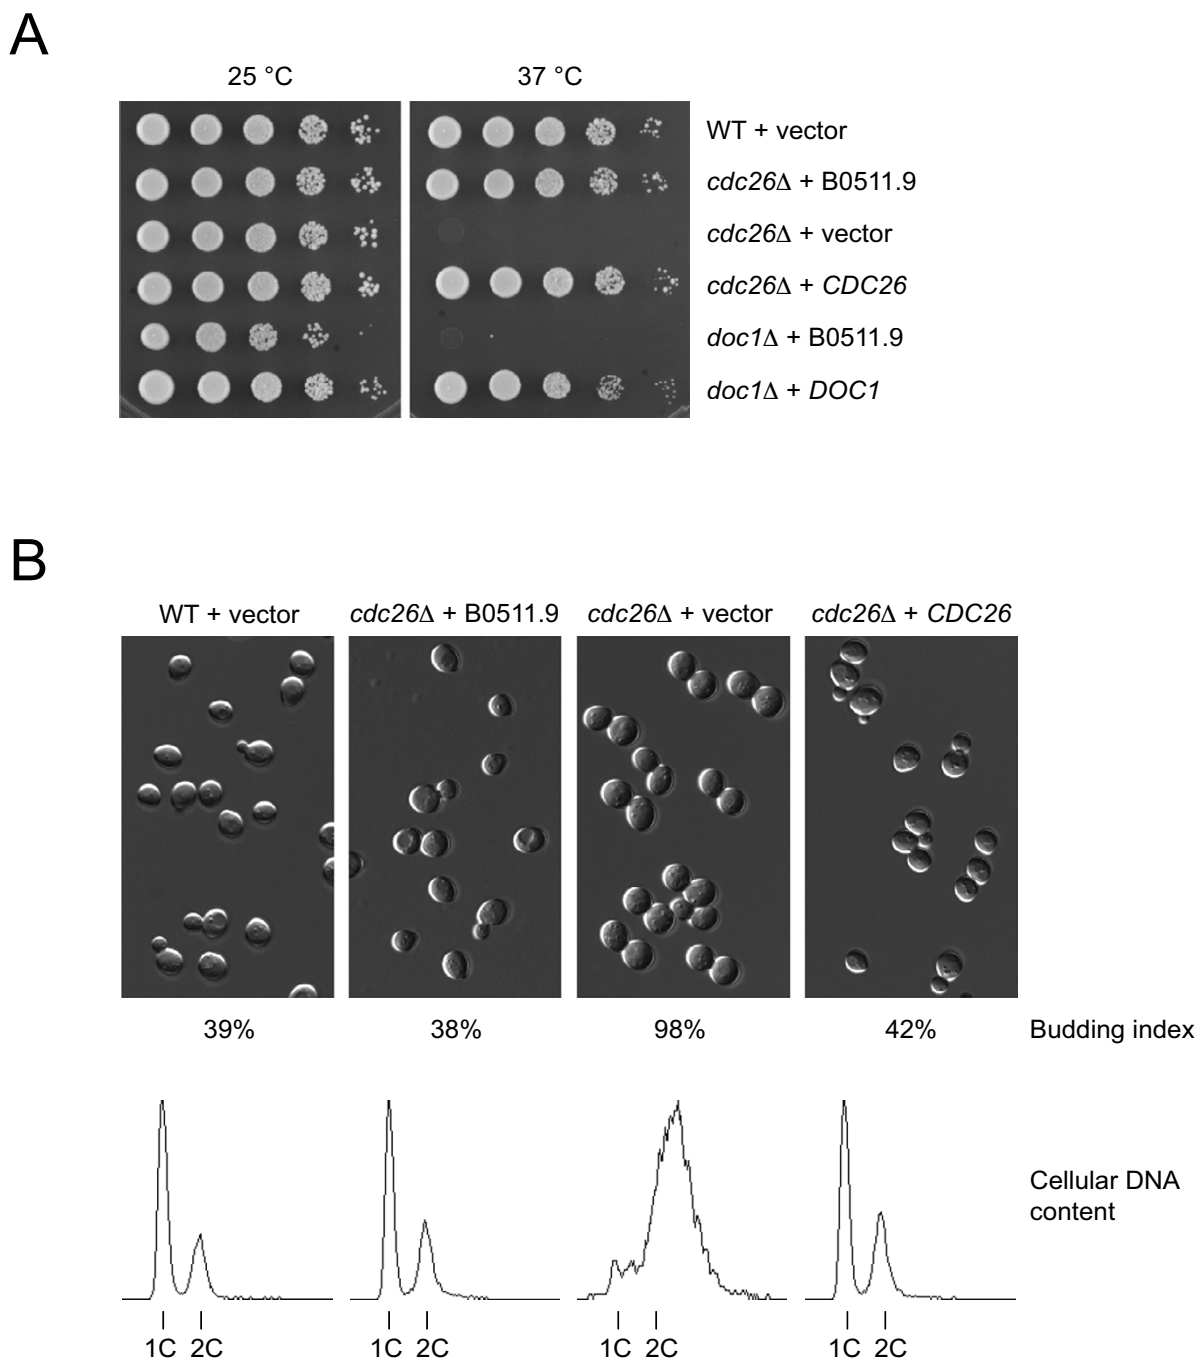 A
25 °C 37 °C
WT + vector
cdc26Δ + B0511.9
cdc26Δ + vector
cdc26Δ + CDC26
doc1Δ + B0511.9
doc1Δ + DOC1
B
WT + vector cdc26Δ + B0511.9 cdc26Δ + vector cdc26Δ + CDC26
39% 38% 98% 42% Budding index
Cellular DNA
content
1C 2C 1C 2C 1C 2C 1C 2C